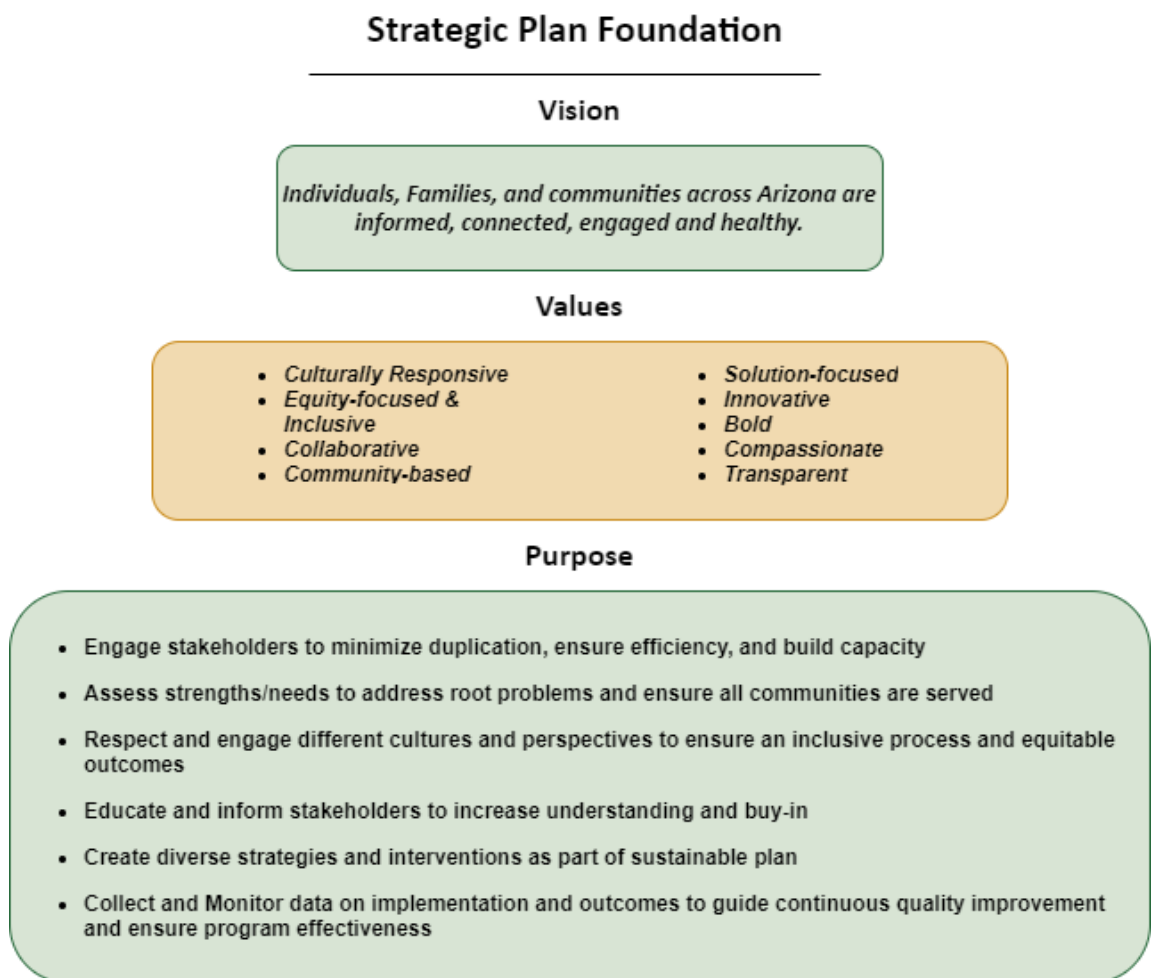 Strategic Plan Foundation
Vision
Individuals, Families, and communities across Arizona are
informed, connected, engaged and healthy.
Values
• Culturally Responsive
• Equity-focused &
Inclusive
• Collaborative
• Community-based
• Solution-focused
• Innovative
• Bold
• Compassionate
• Transparent
Purpose
• Engage stakeholders to minimize duplication, ensure efficiency, and build capacity
• Assess strengths/needs to address root problems and ensure all communities are served
• Respect and engage different cultures and perspectives to ensure an inclusive process and equitable
outcomes
• Educate and inform stakeholders to increase understanding and buy-in
• Create diverse strategies and interventions as part of sustainable plan
• Collect and Monitor data on implementation and outcomes to guide continuous quality improvement
and ensure program effectiveness